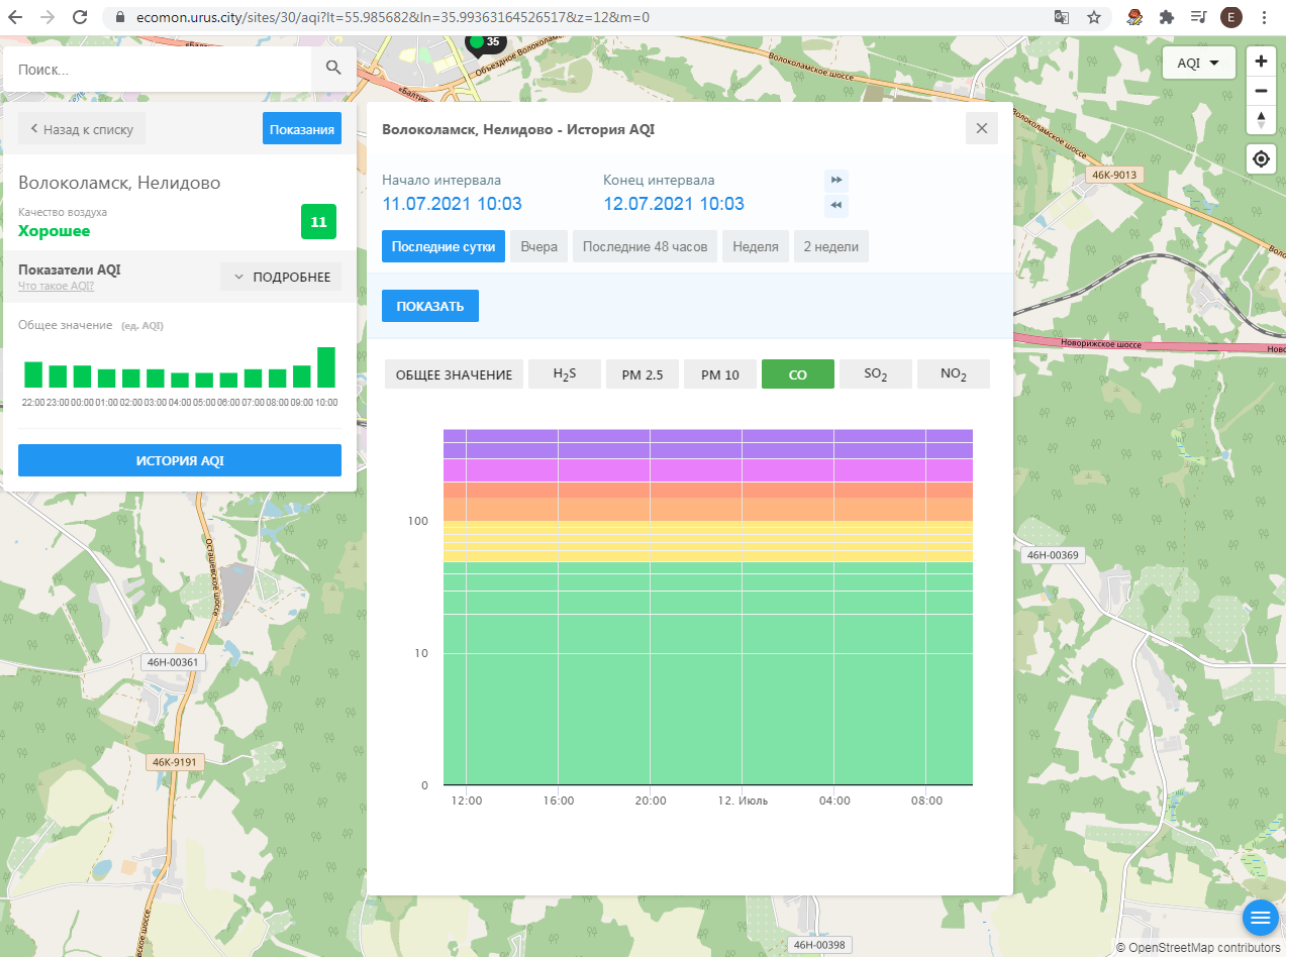 ecomon.urus.city/sites/30/aqi?lt=55.985682&ln=35.99363164526517&z=12&m=0
E
35
Объездное Волоколамск
Волоколамское шоссе
Поиск...
AQI
Назад к списку
Показания
Волоколамск, Нелидово - История AQI
Волоколамск, Нелидово
Качество воздуха
Хорошее
11
Начало интервала
Конец интервала
11.07.2021 10:03
12.07.2021 10:03
Последние сутки
Вчера
Последние 48 часов
Неделя
2 недели
Показатели AQI
Что такое AQI?
ПОДРОБНЕЕ
ПОКАЗАТЬ
Общее значение (ед. AQI)
22:00 23:00 00:00 01:00 02:00 03:00 04:00 05:00 06:00 07:00 08:00 09:00 10:00
ИСТОРИЯ AQI
ОБЩЕЕ ЗНАЧЕНИЕ
H2S
PM 2.5
PM 10
CO
SO2
NO2
100
10
0
12:00
16:00
20:00
12. Июль
04:00
08:00
46К-9013
Новорижское шоссе
46Н-00369
Осташевское шоссе
46Н-00361
46К-9191
46Н-00398
© OpenStreetMap contributors